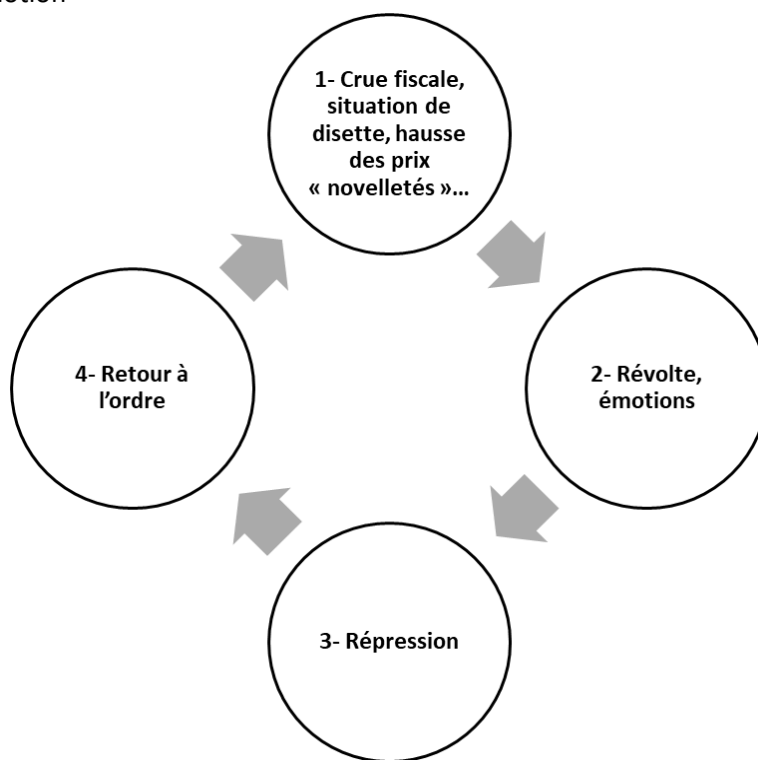 1- Crue fiscale,
situation de
disette, hausse
des prix
« novelletés »…
2- Révolte,
émotions
3- Répression
4- Retour à
l’ordre